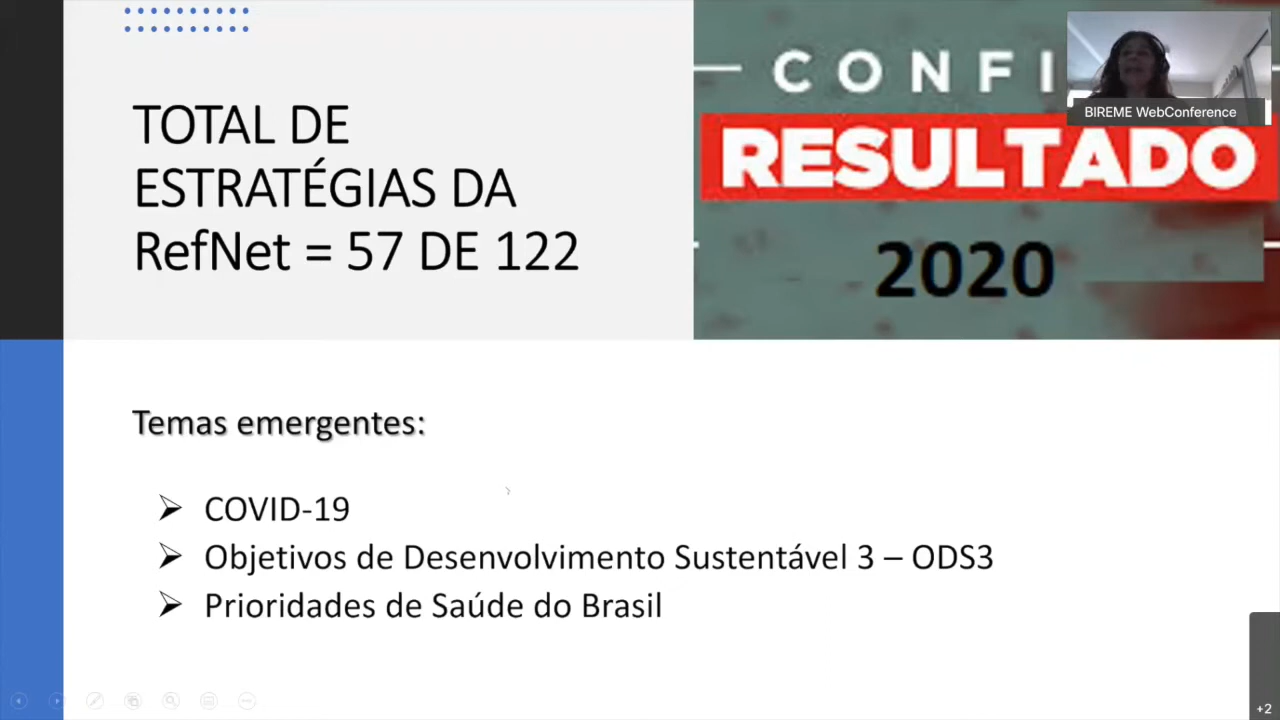 TOTAL DE
ESTRATÉGIAS DA
RefNet = 57 DE 122
CONFI
RESULTADO
2020
BIREME WebConference
Temas emergentes:
COVID-19
Objetivos de Desenvolvimento Sustentável 3 – ODS3
Prioridades de Saúde do Brasil
+2